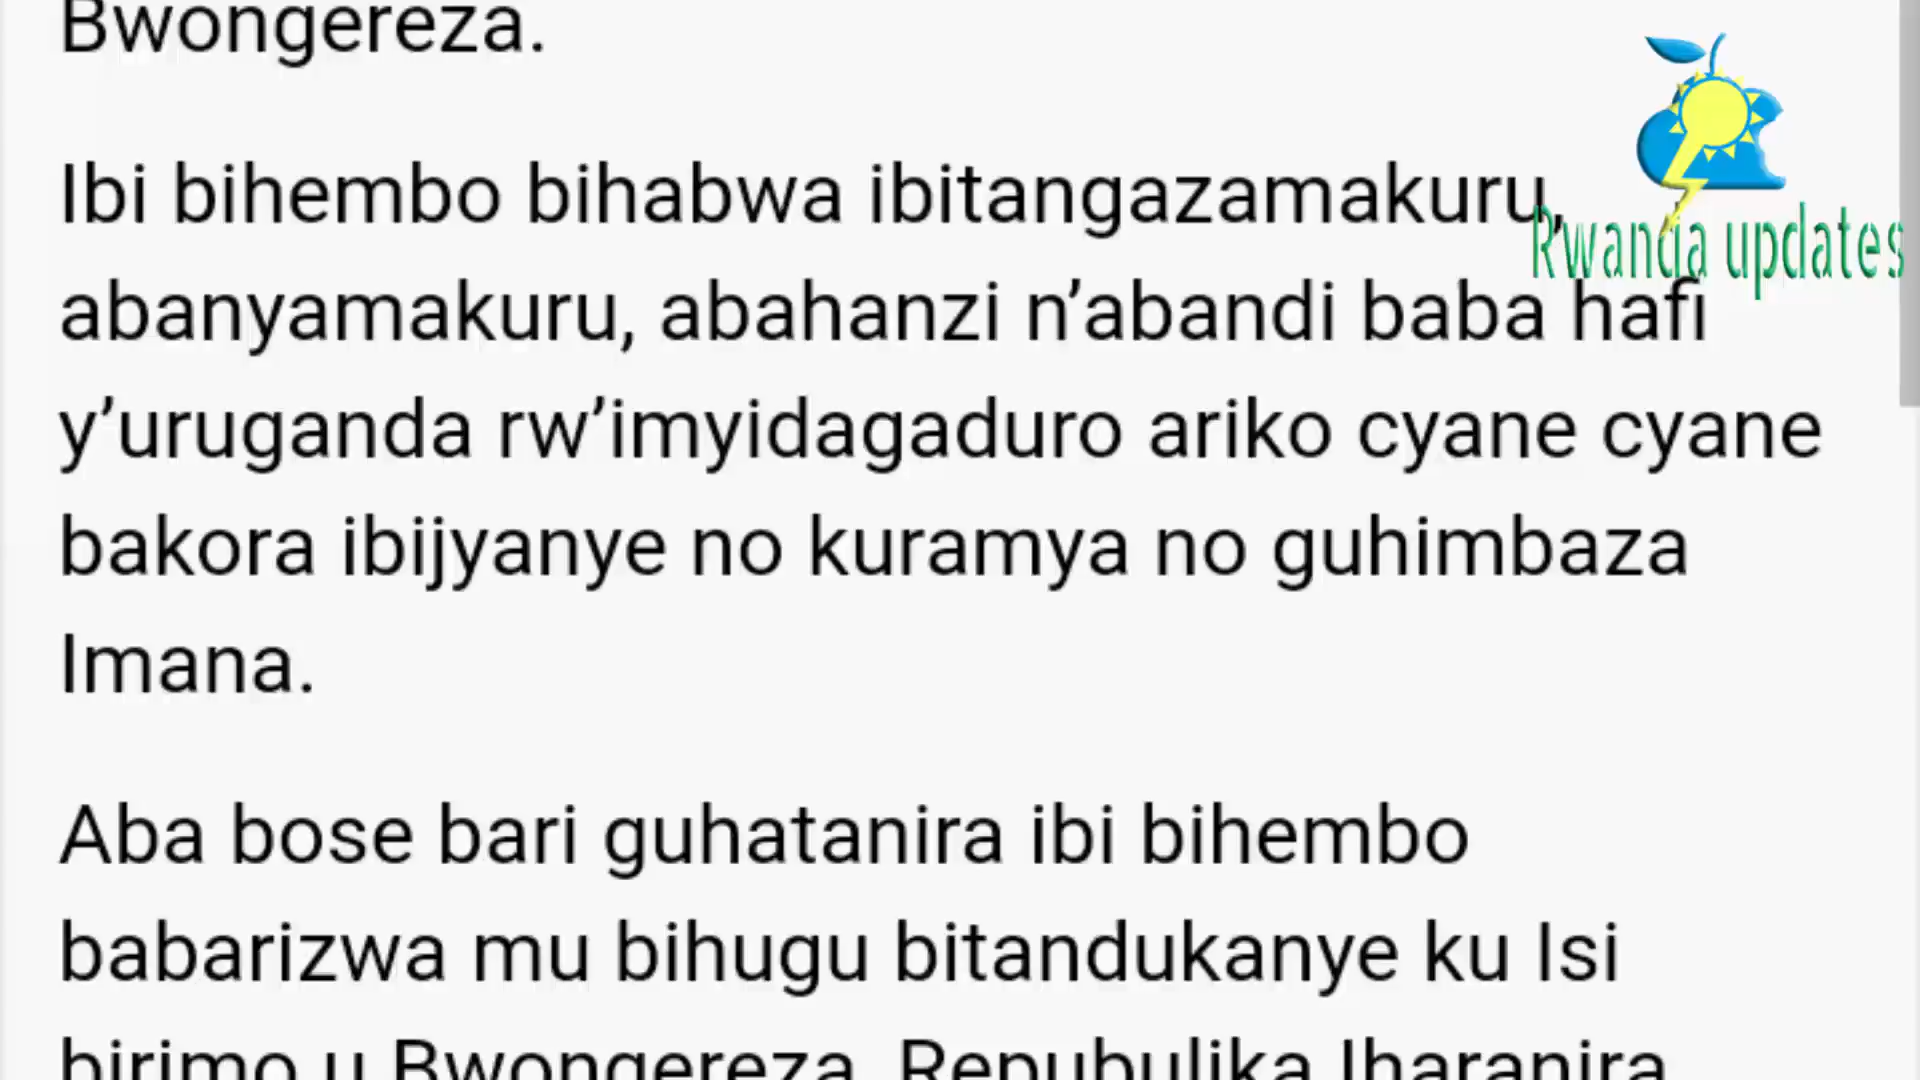 Bwongereza.
Ibi bihembo bihabwa ibitangazamakuru,
Rwanda updates
abanyamakuru, abahanzi n’abandi baba hafi
y’uruganda rw’imyidagaduro ariko cyane cyane
bakora ibijyanye no kuramya no guhimbaza
Imana.
Aba bose bari guhatanira ibi bihembo
babarizwa mu bihugu bitandukanye ku Isi
birimo u Bwongereza, Repubulika Iharanira